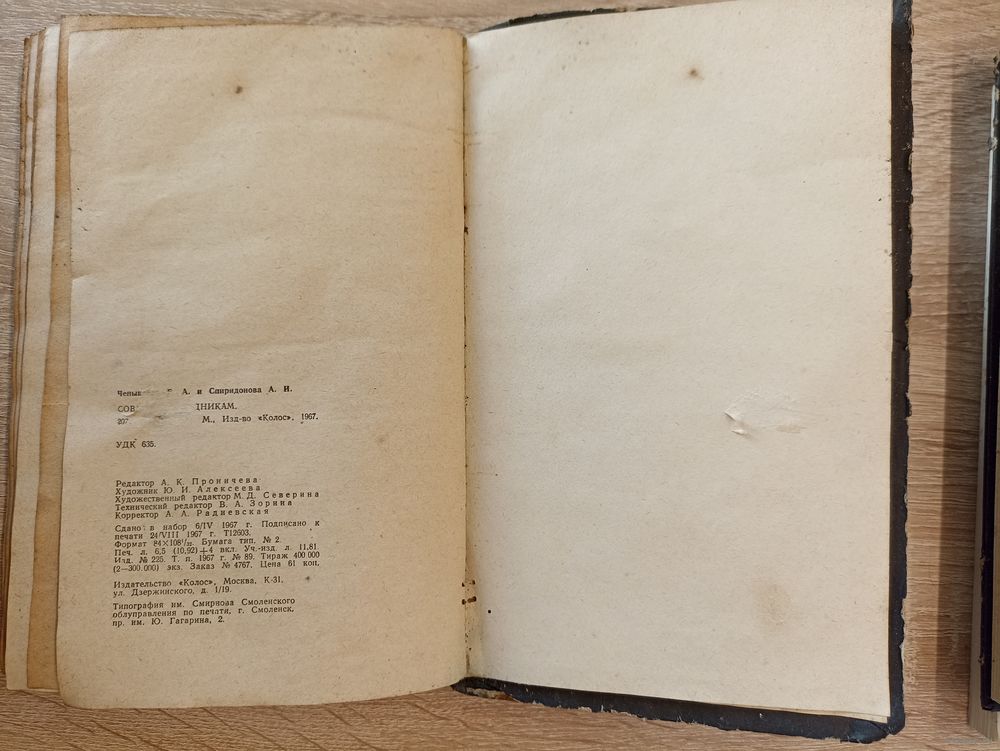 А. и Спиридонова А. И.
СОВ ДНИКАМ.
207 М., Изд-во «Колос», 1967.
УДК 635.
Редактор А. К. Проничева
Художник Ю. И. Алексеева
Художественный редактор М. Д. Северина
Технический редактор В. А. Зорина
Корректор А. А. Радиевская
Сдано в набор 6/IV 1967 г. Подписано к
печати 24/VIII 1967 г. Т12603.
Формат 84×108¹/₃₂. Бумага тип. № 2.
Печ. л. 6,5 (10,92)+4 вкл. Уч.-изд. л. 11,81.
Изд. № 225. Т. п. 1967 г. № 89. Тираж 400 000
(2—300.000) экз. Заказ № 4767. Цена 61 коп.
Издательство «Колос», Москва, К-31,
ул. Дзержинского, д. 1/19.
Типография им. Смирнова Смоленского
облуправления по печати, г. Смоленск,
пр. им. Ю. Гагарина, 2.